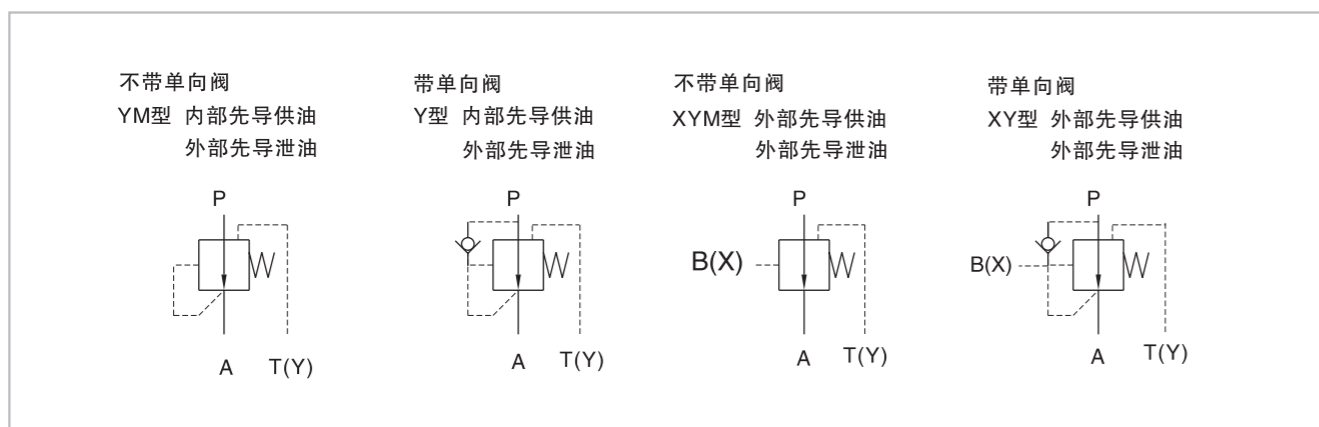 不带单向阀
YM型 内部先导供油
外部先导泄油
P
A
T(Y)
带单向阀
Y型 内部先导供油
外部先导泄油
P
A
T(Y)
不带单向阀
XYM型 外部先导供油
外部先导泄油
P
B(X)
A
T(Y)
带单向阀
XY型 外部先导供油
外部先导泄油
P
B(X)
A
T(Y)